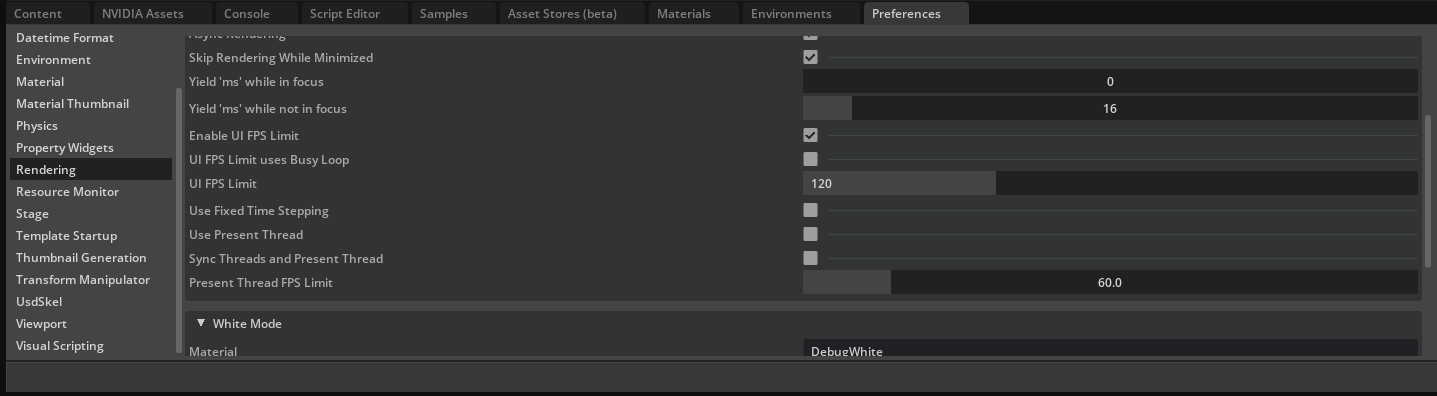 Content NVIDIA Assets Console Script Editor Samples Asset Stores (beta) Materials Environments Preferences
Datetime Format
Environment
Material
Material Thumbnail
Physics
Property Widgets
Rendering
Resource Monitor
Stage
Template Startup
Thumbnail Generation
Transform Manipulator
UsdSkel
Viewport
Visual Scripting
Async Rendering
Skip Rendering While Minimized
Yield 'ms' while in focus 0
Yield 'ms' while not in focus 16
Enable UI FPS Limit
UI FPS Limit uses Busy Loop
UI FPS Limit 120
Use Fixed Time Stepping
Use Present Thread
Sync Threads and Present Thread
Present Thread FPS Limit 60.0
White Mode
Material DebugWhite